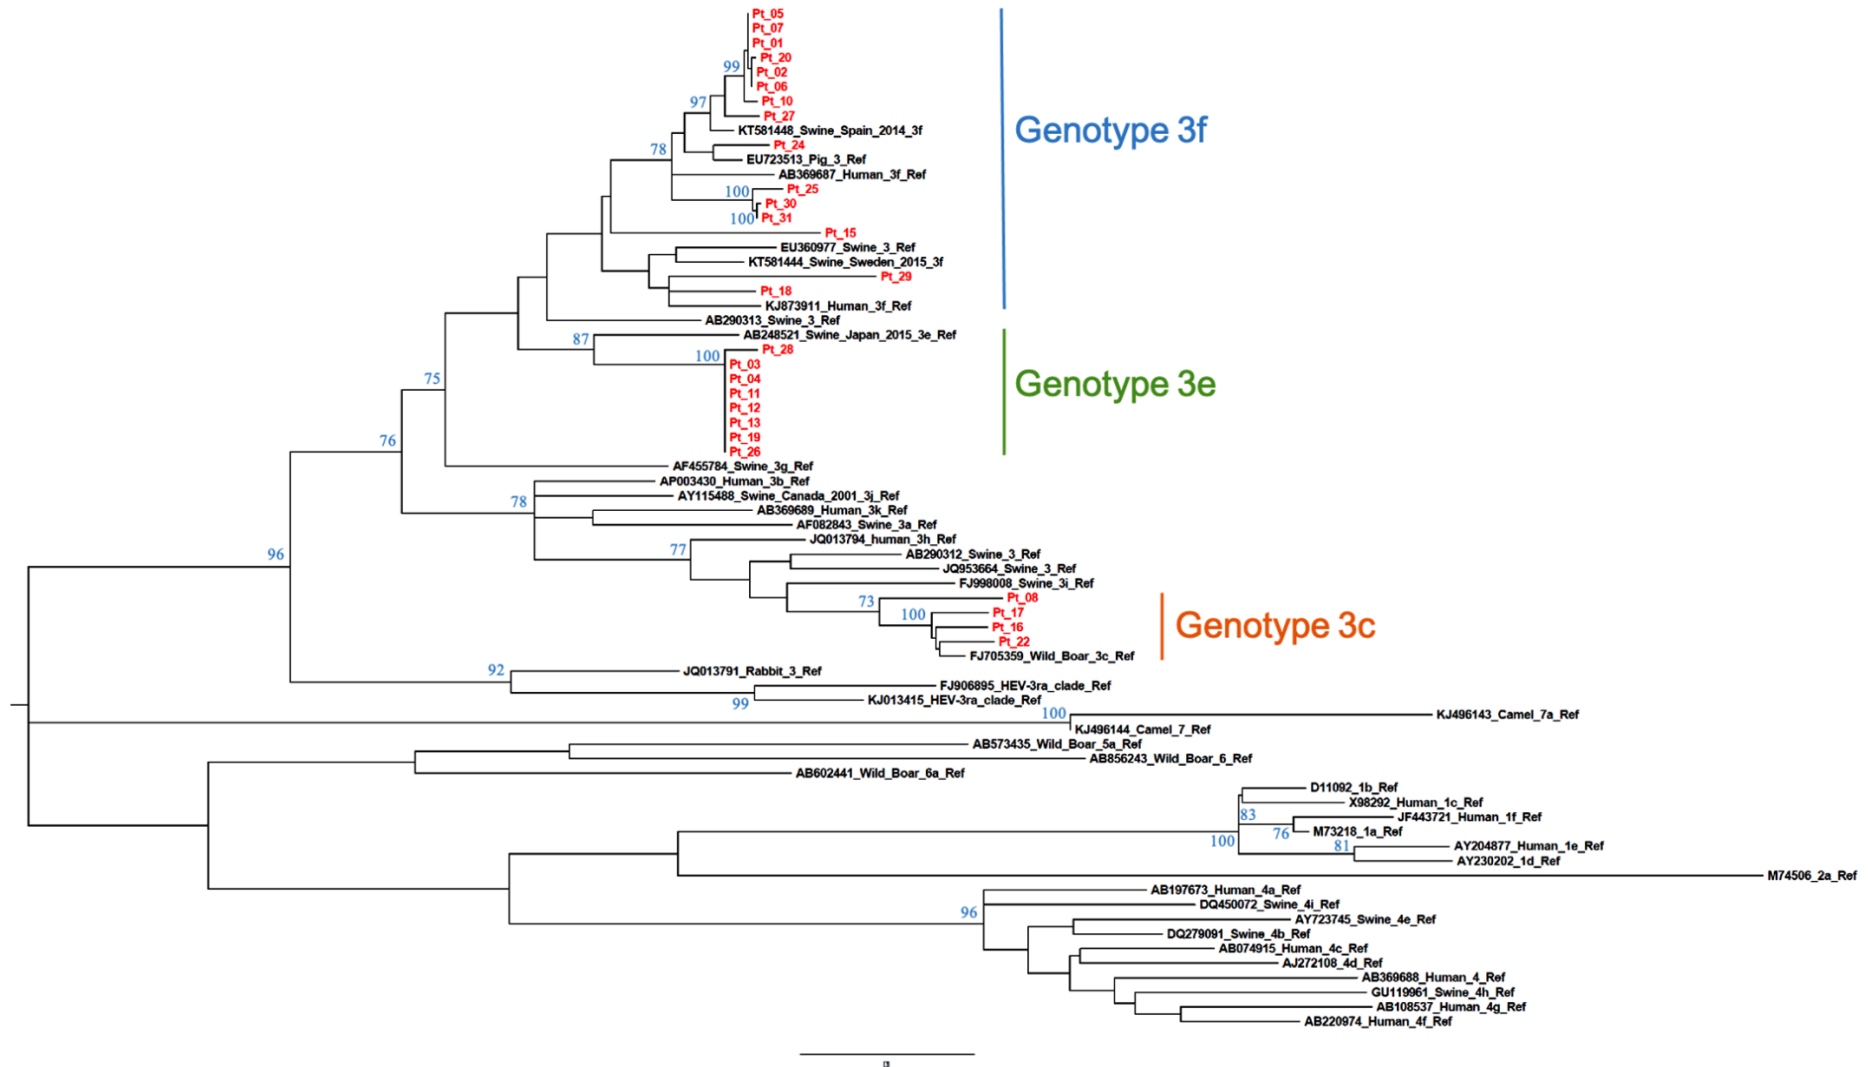 Pt_05
Pt_07
Pt_01
Pt_20
99
Pt_02
Pt_06
Pt_10
97
Pt_27
KT581448_Swine_Spain_2014_3f
Genotype 3f
Pt_24
78
EU723513_Pig_3_Ref
AB369687_Human_3f_Ref
Pt_25
100
Pt_30
100
Pt_31
Pt_15
EU360977_Swine_3_Ref
KT581444_Swine_Sweden_2015_3f
Pt_29
Pt_18
KJ873911_Human_3f_Ref
AB290313_Swine_3_Ref
AB248521_Swine_Japan_2015_3e_Ref
87
Pt_28
100
Pt_03
Pt_04
75
Genotype 3e
Pt_11
Pt_12
Pt_13
Pt_19
76
Pt_26
AF455784_Swine_3g_Ref
AP003430_Human_3b_Ref
AY115488_Swine_Canada_2001_3j_Ref
78
AB369689_Human_3k_Ref
AF082843_Swine_3a_Ref
JQ013794_human_3h_Ref
77
AB290312_Swine_3_Ref
96
JQ953664_Swine_3_Ref
FJ998008_Swine_3i_Ref
Pt_08
73
Pt_17
100
Pt_16
Genotype 3c
Pt_22
FJ705359_Wild_Boar_3c_Ref
JQ013791_Rabbit_3_Ref
92
FJ906895_HEV-3ra_clade_Ref
KJ013415_HEV-3ra_clade_Ref
99
KJ496143_Camel_7a_Ref
100
KJ496144_Camel_7_Ref
AB573435_Wild_Boar_5a_Ref
AB856243_Wild_Boar_6_Ref
AB602441_Wild_Boar_6a_Ref
D11092_1b_Ref
X98292_Human_1c_Ref
83
JF443721_Human_1f_Ref
76
M73218_1a_Ref
100
81
AY204877_Human_1e_Ref
AY230202_1d_Ref
M74506_2a_Ref
AB197673_Human_4a_Ref
DQ450072_Swine_4i_Ref
96
AY723745_Swine_4e_Ref
DQ279091_Swine_4b_Ref
AB074915_Human_4c_Ref
AJ272108_4d_Ref
AB369688_Human_4_Ref
GU119961_Swine_4h_Ref
AB108537_Human_4g_Ref
AB220974_Human_4f_Ref